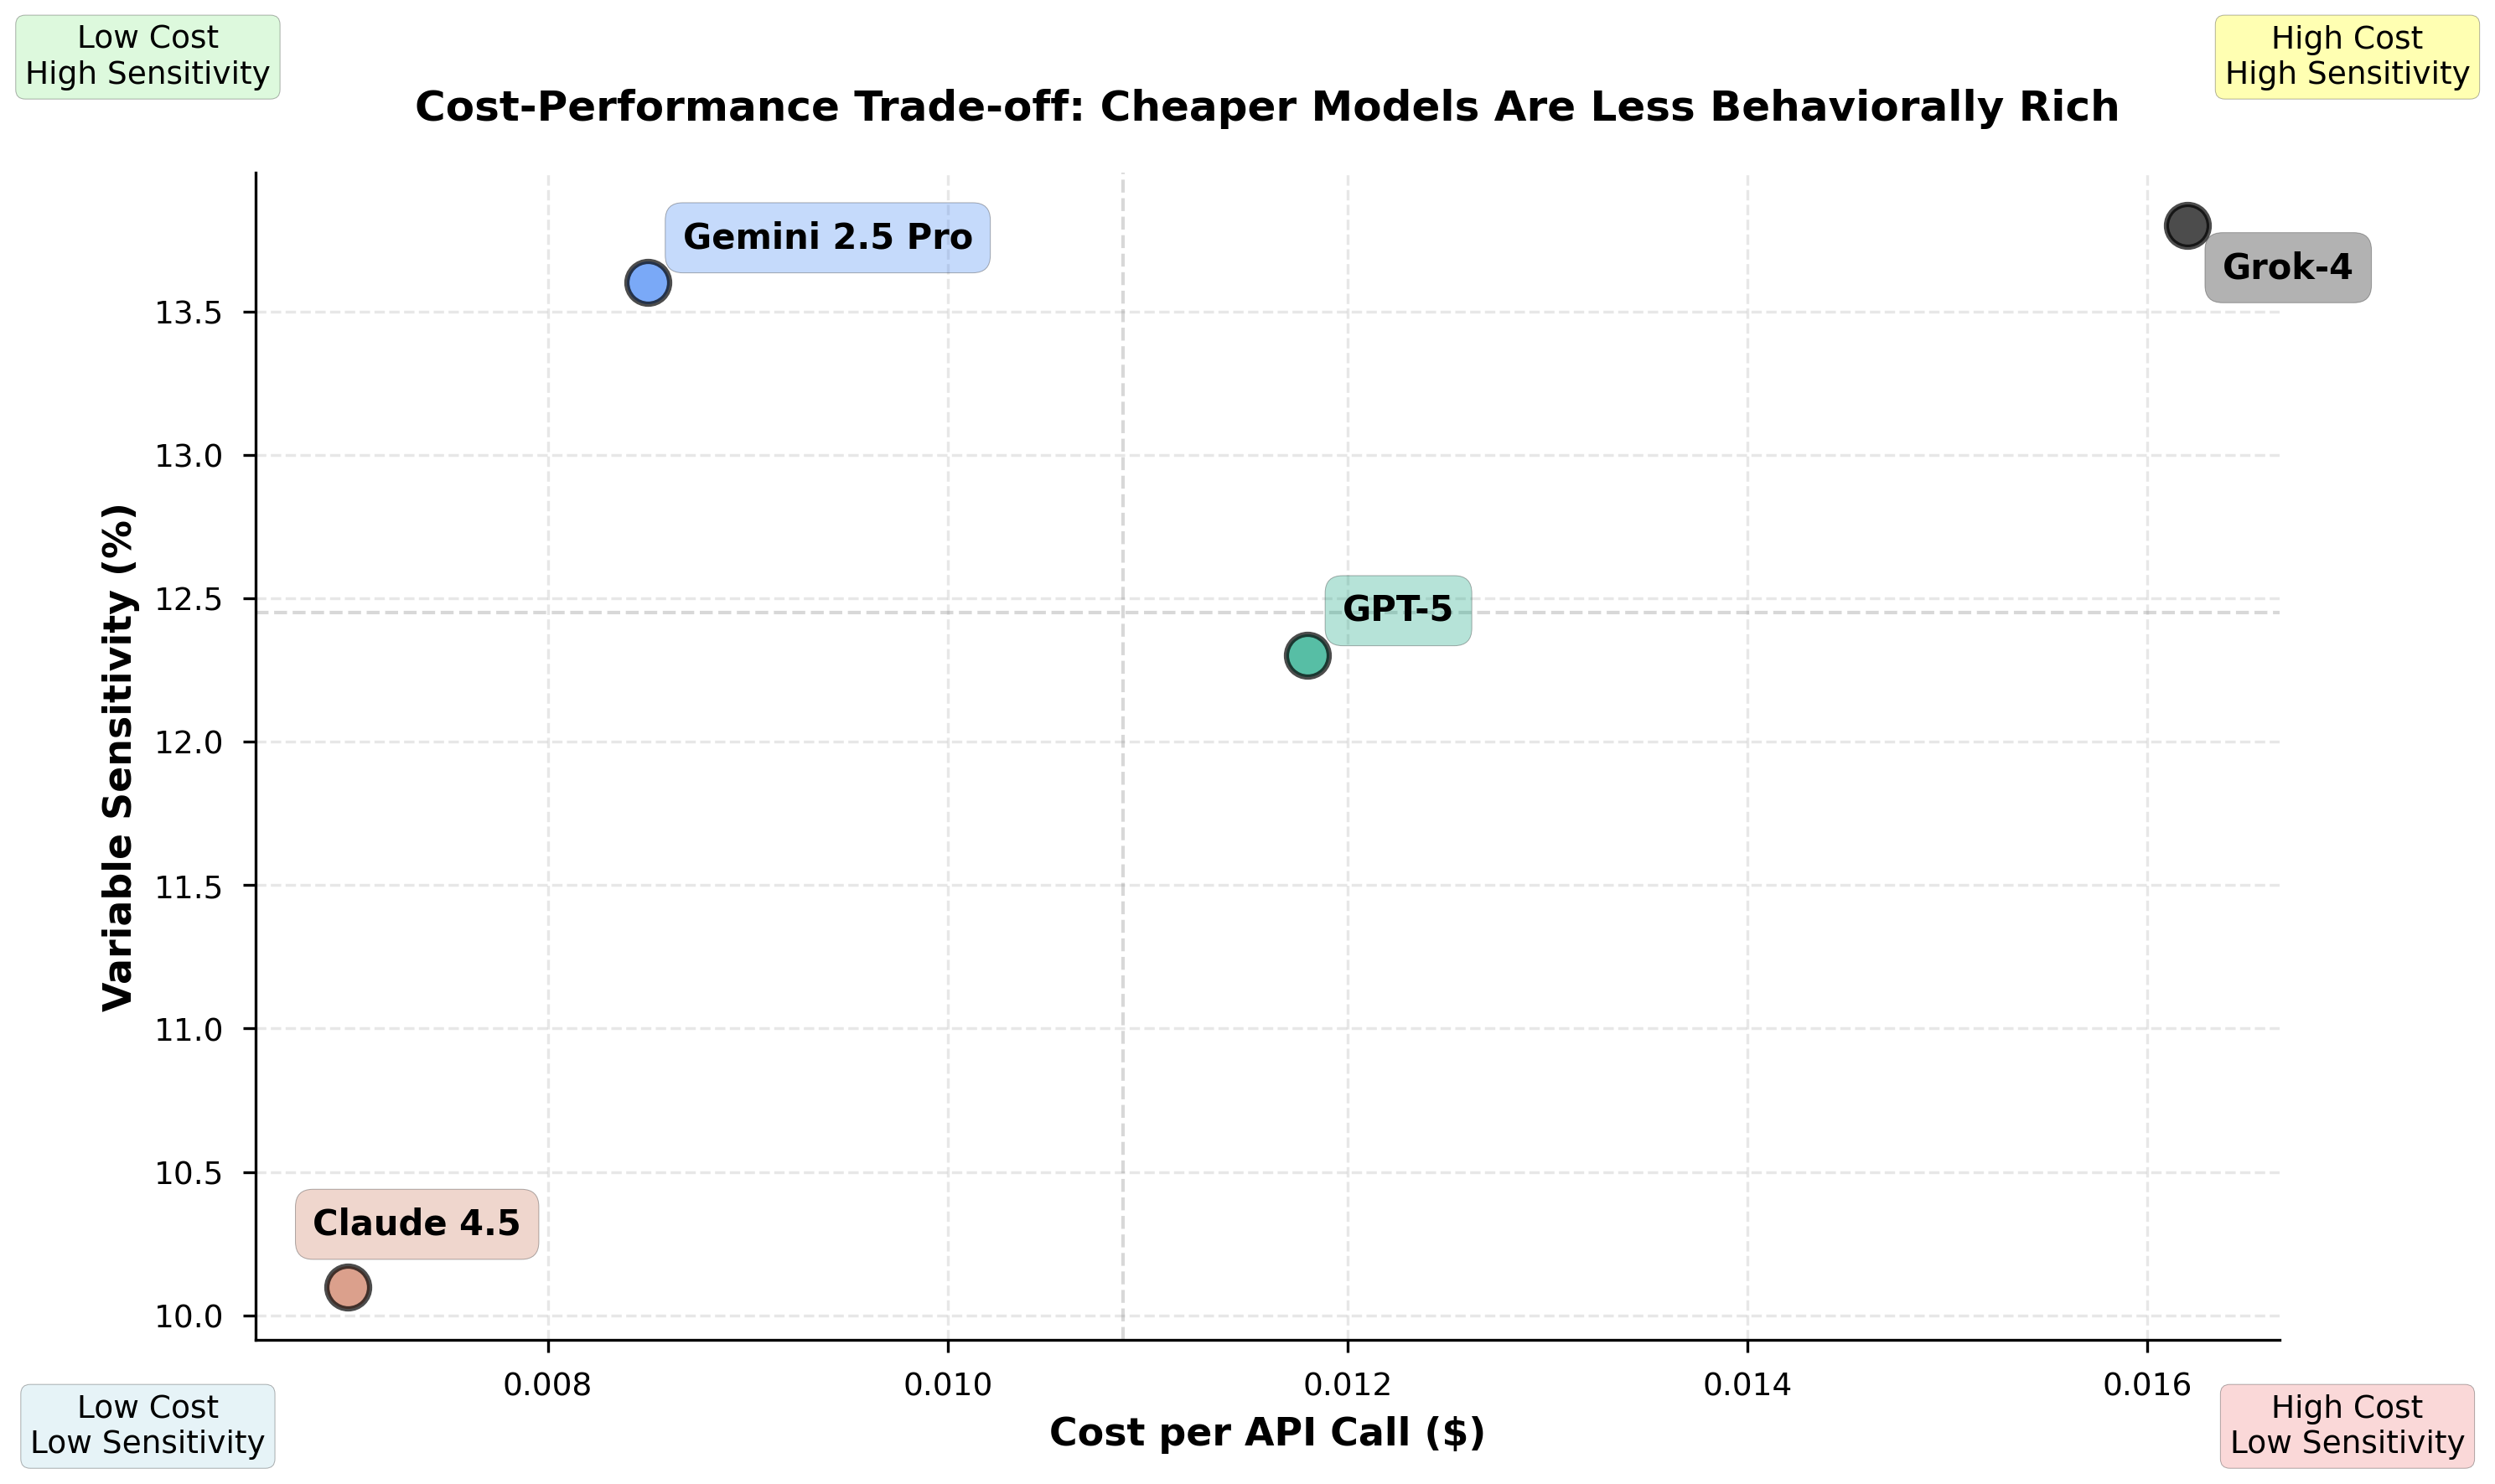 Low Cost
High Sensitivity
High Cost
High Sensitivity
Cost-Performance Trade-off: Cheaper Models Are Less Behaviorally Rich
Gemini 2.5 Pro
Grok-4
GPT-5
Claude 4.5
Variable Sensitivity (%)
13.5
13.0
12.5
12.0
11.5
11.0
10.5
10.0
0.008
0.010
0.012
0.014
0.016
Cost per API Call ($)
Low Cost
Low Sensitivity
High Cost
Low Sensitivity